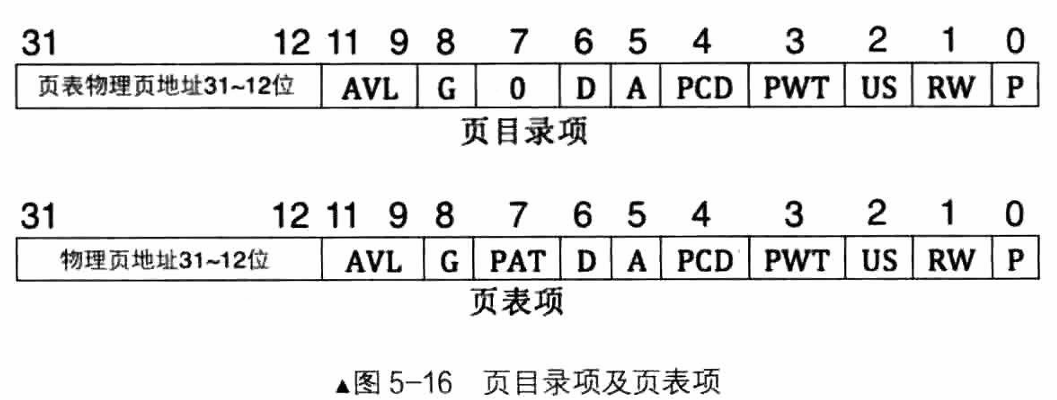 31 12 11 9 8 7 6 5 4 3 2 1 0
页表物理页地址31~12位 AVL G 0 D A PCD PWT US RW P
页目录项
31 12 11 9 8 7 6 5 4 3 2 1 0
物理页地址31~12位 AVL G PAT D A PCD PWT US RW P
页表项
▲图 5-16 页目录项及页表项